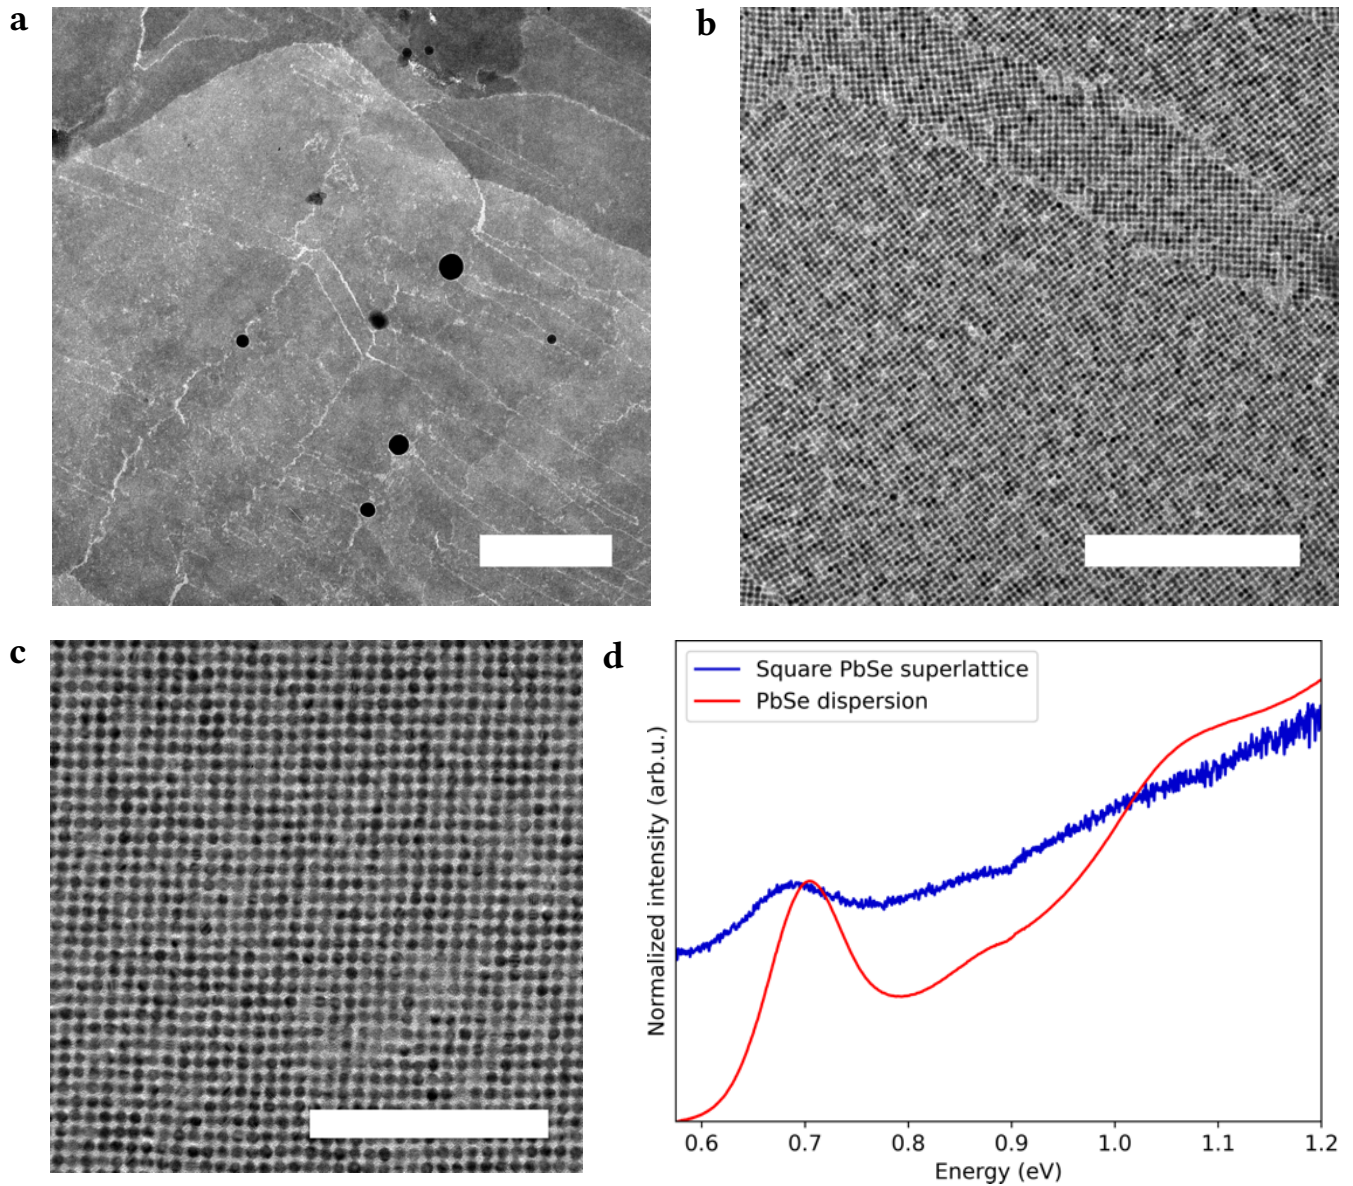 a
b
c
d
Square PbSe superlattice
PbSe dispersion
Normalized intensity (arb.u.)
0.6 0.7 0.8 0.9 1.0 1.1 1.2
Energy (eV)